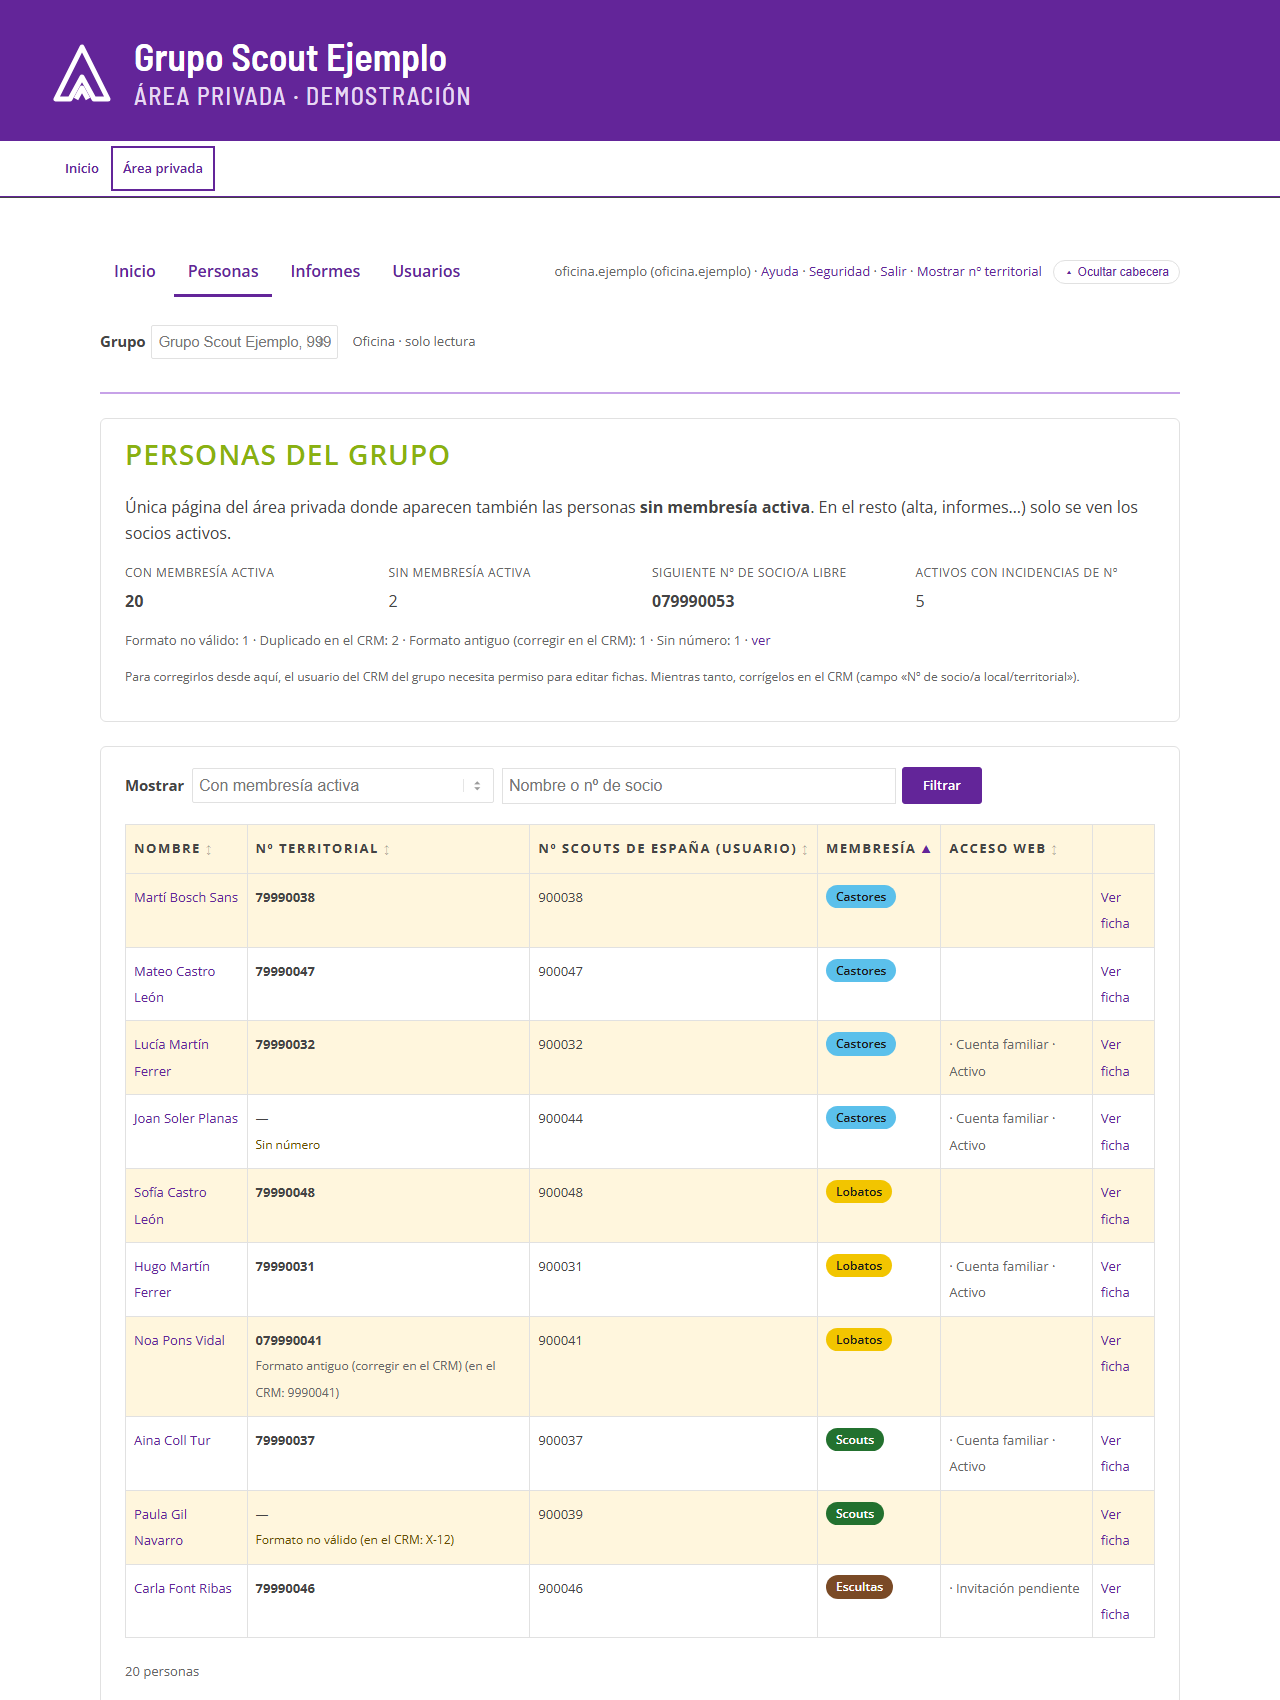 Grupo Scout Ejemplo
ÁREA PRIVADA · DEMOSTRACIÓN
Inicio Área privada
Inicio Personas Informes Usuarios oficina.ejemplo (oficina.ejemplo) · Ayuda · Seguridad · Salir · Mostrar nº territorial ▲ Ocultar cabecera
Grupo Grupo Scout Ejemplo, 999 Oficina · solo lectura
PERSONAS DEL GRUPO
Única página del área privada donde aparecen también las personas sin membresía activa. En el resto (alta, informes…) solo se ven los
socios activos.
CON MEMBRESÍA ACTIVA SIN MEMBRESÍA ACTIVA SIGUIENTE Nº DE SOCIO/A LIBRE ACTIVOS CON INCIDENCIAS DE Nº
20 2 079990053 5
Formato no válido: 1 · Duplicado en el CRM: 2 · Formato antiguo (corregir en el CRM): 1 · Sin número: 1 · ver
Para corregirlos desde aquí, el usuario del CRM del grupo necesita permiso para editar fichas. Mientras tanto, corrígelos en el CRM (campo «Nº de socio/a local/territorial»).
Mostrar Con membresía activa Nombre o nº de socio Filtrar
NOMBRE ↕ Nº TERRITORIAL ↕ Nº SCOUTS DE ESPAÑA (USUARIO) ↕ MEMBRESÍA ▲ ACCESO WEB ↕
Martí Bosch Sans 79990038 900038 Castores Ver
ficha
Mateo Castro 79990047 900047 Castores Ver
León ficha
Lucía Martín 79990032 900032 Castores · Cuenta familiar · Ver
Ferrer Activo ficha
Joan Soler Planas — 900044 Castores · Cuenta familiar · Ver
Sin número Activo ficha
Sofía Castro 79990048 900048 Lobatos Ver
León ficha
Hugo Martín 79990031 900031 Lobatos · Cuenta familiar · Ver
Ferrer Activo ficha
Noa Pons Vidal 079990041 900041 Lobatos Ver
Formato antiguo (corregir en el CRM) (en el ficha
CRM: 9990041)
Aina Coll Tur 79990037 900037 Scouts · Cuenta familiar · Ver
Activo ficha
Paula Gil — 900039 Scouts Ver
Navarro Formato no válido (en el CRM: X-12) ficha
Carla Font Ribas 79990046 900046 Escultas · Invitación pendiente Ver
ficha
20 personas